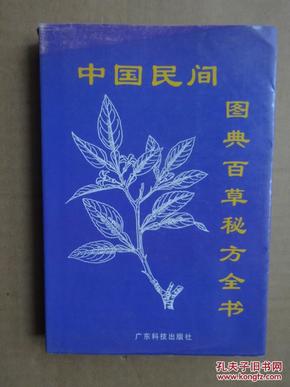 中国民间
图典百草秘方全书
广东科技出版社
孔夫子旧书网